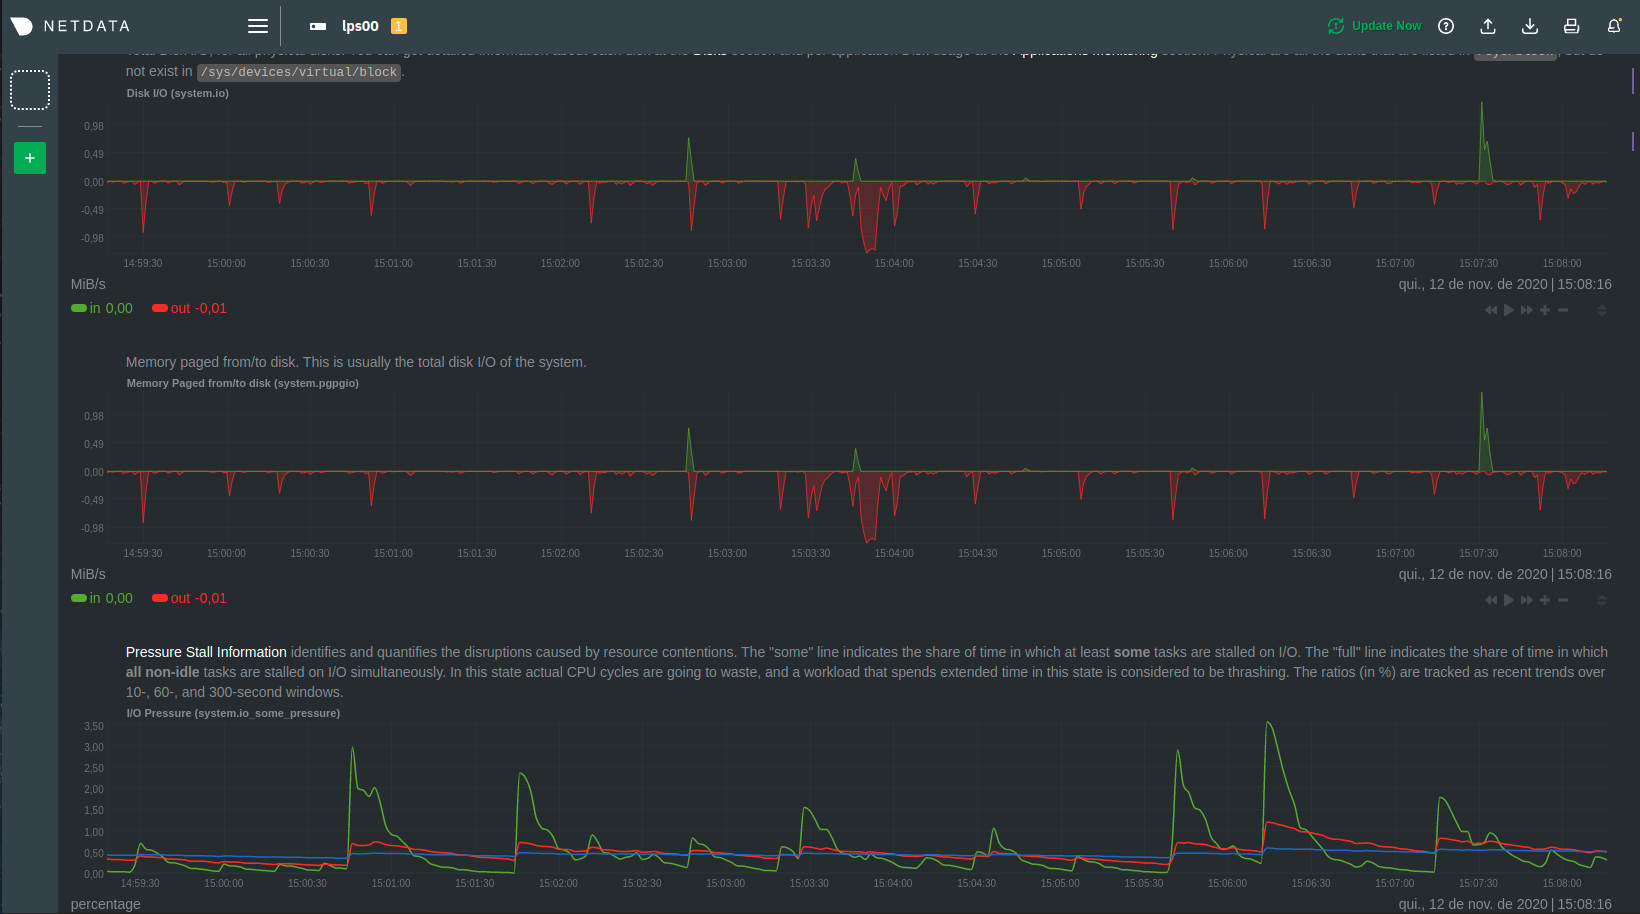 NETDATA
lps00 1
Update Now
not exist in /sys/devices/virtual/block.
Disk I/O (system.io)
0,98
0,49
0,00
-0,49
-0,98
14:59:30 15:00:00 15:00:30 15:01:00 15:01:30 15:02:00 15:02:30 15:03:00 15:03:30 15:04:00 15:04:30 15:05:00 15:05:30 15:06:00 15:06:30 15:07:00 15:07:30 15:08:00
MiB/s
qui., 12 de nov. de 2020 | 15:08:16
in 0,00 out -0,01
Memory paged from/to disk. This is usually the total disk I/O of the system.
Memory Paged from/to disk (system.pgpgio)
0,98
0,49
0,00
-0,49
-0,98
14:59:30 15:00:00 15:00:30 15:01:00 15:01:30 15:02:00 15:02:30 15:03:00 15:03:30 15:04:00 15:04:30 15:05:00 15:05:30 15:06:00 15:06:30 15:07:00 15:07:30 15:08:00
MiB/s
qui., 12 de nov. de 2020 | 15:08:16
in 0,00 out -0,01
Pressure Stall Information identifies and quantifies the disruptions caused by resource contentions. The "some" line indicates the share of time in which at least some tasks are stalled on I/O. The "full" line indicates the share of time in which
all non-idle tasks are stalled on I/O simultaneously. In this state actual CPU cycles are going to waste, and a workload that spends extended time in this state is considered to be thrashing. The ratios (in %) are tracked as recent trends over
10-, 60-, and 300-second windows.
I/O Pressure (system.io_some_pressure)
3,50
3,00
2,50
2,00
1,50
1,00
0,50
0,00
14:59:30 15:00:00 15:00:30 15:01:00 15:01:30 15:02:00 15:02:30 15:03:00 15:03:30 15:04:00 15:04:30 15:05:00 15:05:30 15:06:00 15:06:30 15:07:00 15:07:30 15:08:00
percentage
qui., 12 de nov. de 2020 | 15:08:16